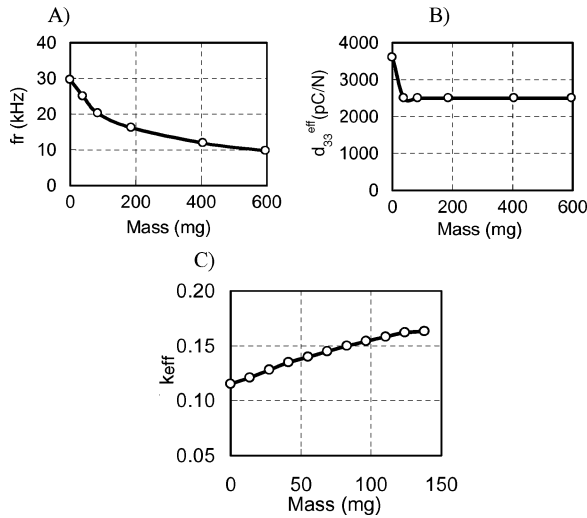 A)
40
30
20
10
0
fr (kHz)
0 200 400 600
Mass (mg)
B)
4000
3000
2000
1000
0
d33eff(pC/N)
0 200 400 600
Mass (mg)
C)
0.20
0.15
0.10
0.05
keff
0 50 100 150
Mass (mg)